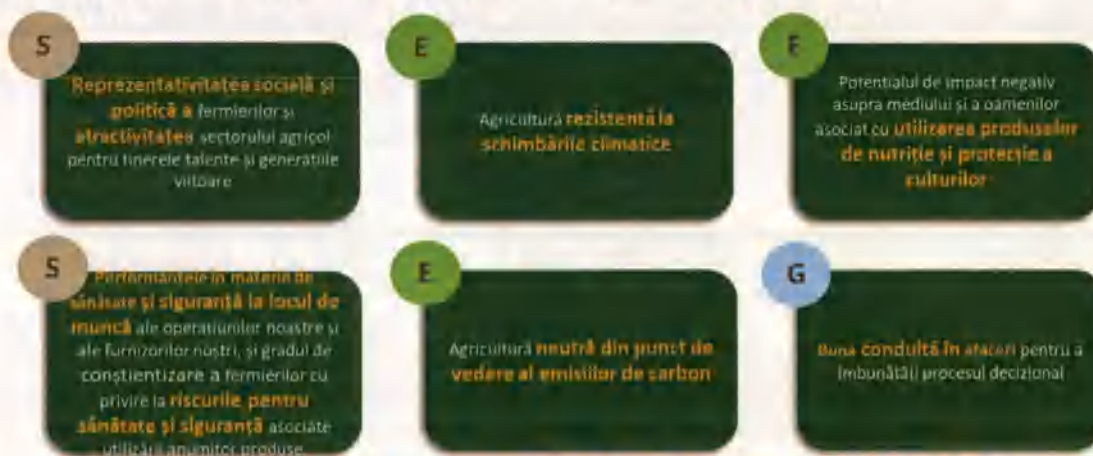 S
Reprezentativitatea socială și
politică a fermierilor și
atractivitatea sectorului agricol
pentru tinerele talente și generațiile
viitoare
E
Agricultură rezistentă la
schimbările climatice
E
Potențialul de impact negativ
asupra mediului și a oamenilor
asociat cu utilizarea produselor
de nutriție și protecție a
culturilor
S
Performanțele în materie de
sănătate și siguranță la locul de
muncă ale operațiunilor noastre și
ale furnizorilor noștri, și gradul de
conștientizare a fermierilor cu
privire la riscurile pentru
sănătate și siguranță asociate
utilizării anumitor produse
E
Agricultură neutră din punct de
vedere al emisiilor de carbon
G
Buna conduită în afaceri pentru a
îmbunătăți procesul decizional